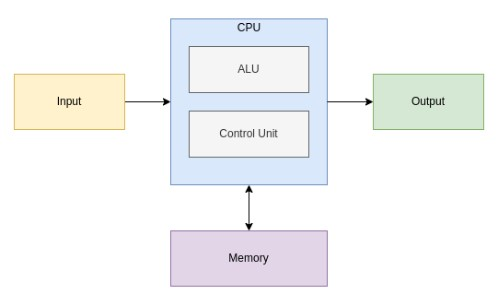 CPU
ALU
Input
Output
Control Unit
Memory